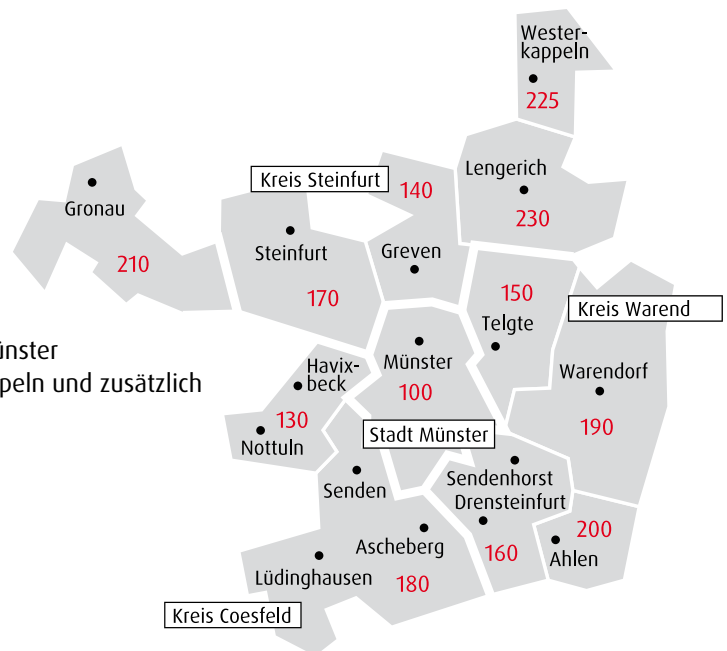 Wester-
kappeln
225
Lengerich
230
Kreis Steinfurt
140
Gronau
210
Steinfurt
170
Greven
150
Telgte
Kreis Warend
ünster
peln und zusätzlich
Havix-
beck
130
Nottuln
Münster
100
Warendorf
190
Stadt Münster
Senden
Sendenhorst
Drensteinfurt
160
200
Ahlen
Ascheberg
180
Lüdinghausen
Kreis Coesfeld